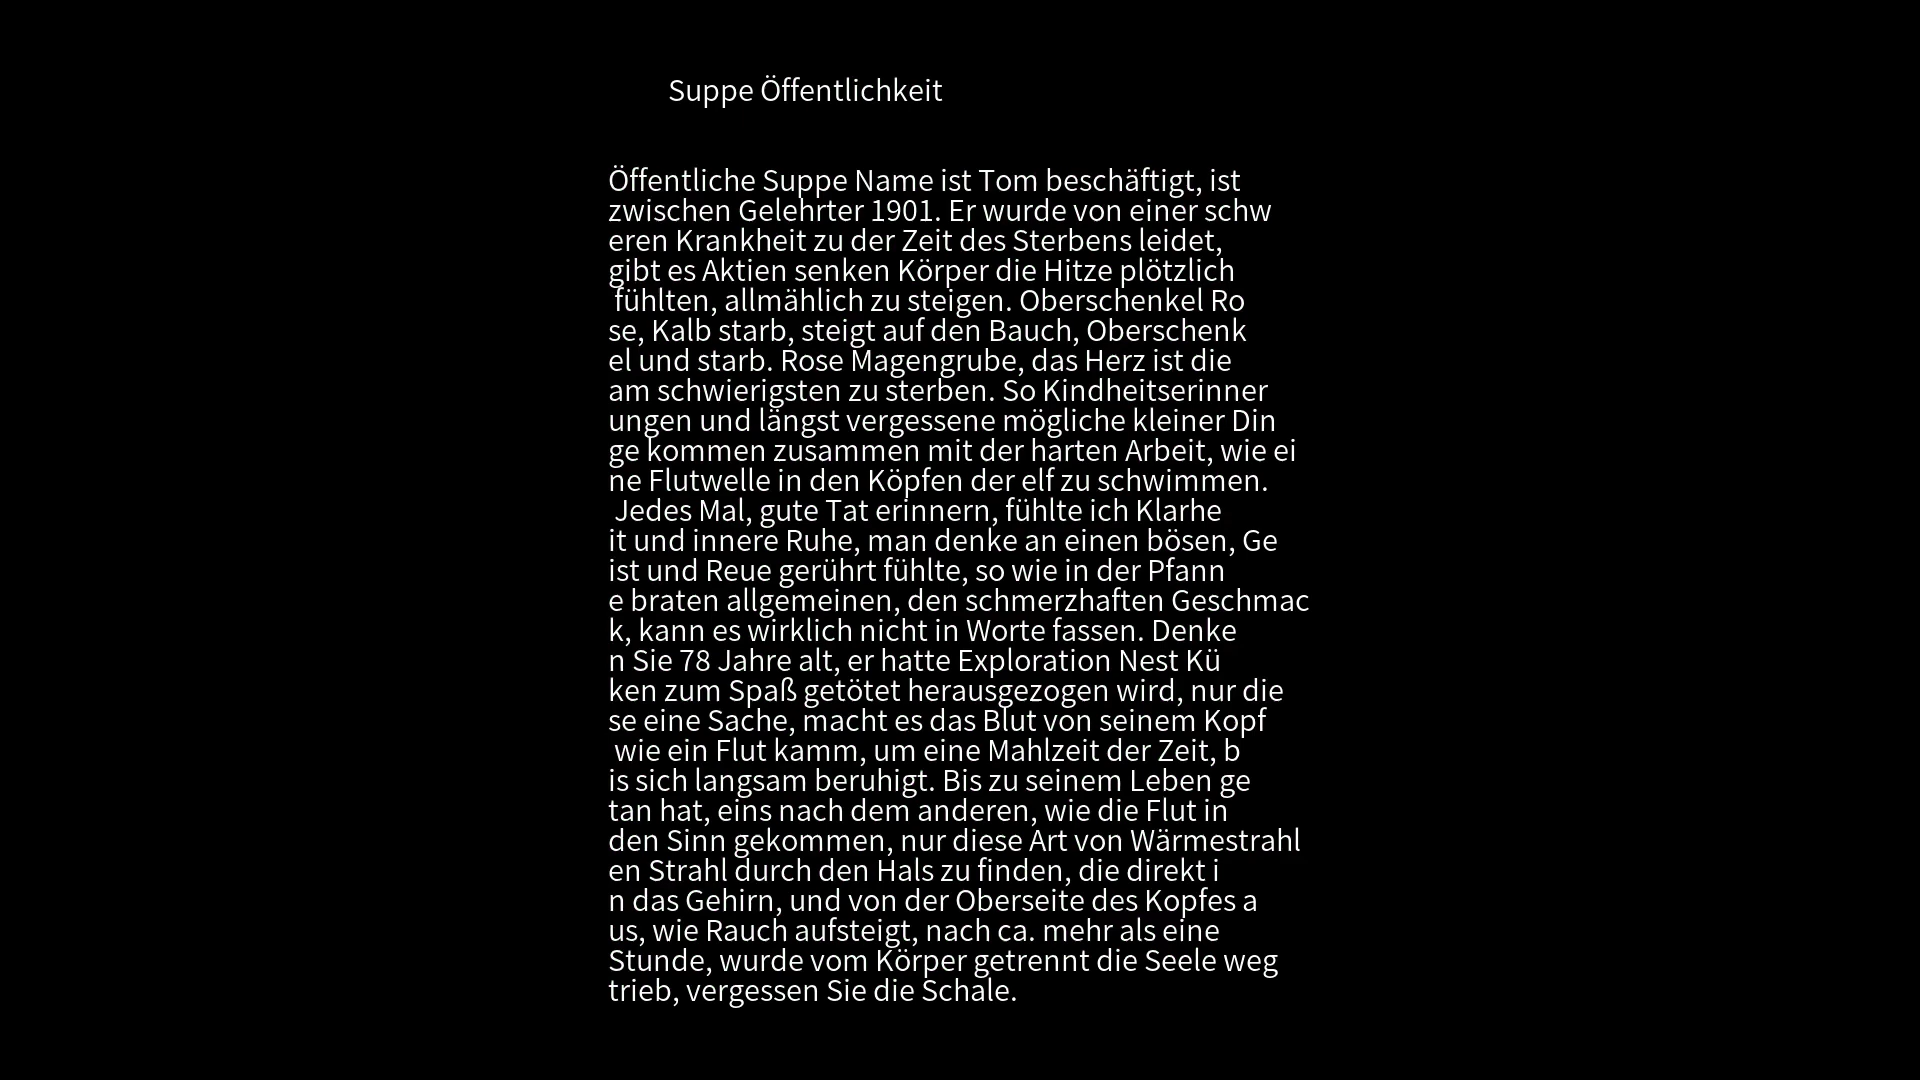 Suppe Öffentlichkeit
Öffentliche Suppe Name ist Tom beschäftigt, ist
zwischen Gelehrter 1901. Er wurde von einer schw
eren Krankheit zu der Zeit des Sterbens leidet,
gibt es Aktien senken Körper die Hitze plötzlich
fühlten, allmählich zu steigen. Oberschenkel Ro
se, Kalb starb, steigt auf den Bauch, Oberschenk
el und starb. Rose Magengrube, das Herz ist die
am schwierigsten zu sterben. So Kindheitserinner
ungen und längst vergessene mögliche kleiner Din
ge kommen zusammen mit der harten Arbeit, wie ei
ne Flutwelle in den Köpfen der elf zu schwimmen.
Jedes Mal, gute Tat erinnern, fühlte ich Klarhe
it und innere Ruhe, man denke an einen bösen, Ge
ist und Reue gerührt fühlte, so wie in der Pfann
e braten allgemeinen, den schmerzhaften Geschmac
k, kann es wirklich nicht in Worte fassen. Denke
n Sie 78 Jahre alt, er hatte Exploration Nest Kü
ken zum Spaß getötet herausgezogen wird, nur die
se eine Sache, macht es das Blut von seinem Kopf
wie ein Flut kamm, um eine Mahlzeit der Zeit, b
is sich langsam beruhigt. Bis zu seinem Leben ge
tan hat, eins nach dem anderen, wie die Flut in
den Sinn gekommen, nur diese Art von Wärmestrahl
en Strahl durch den Hals zu finden, die direkt i
n das Gehirn, und von der Oberseite des Kopfes a
us, wie Rauch aufsteigt, nach ca. mehr als eine
Stunde, wurde vom Körper getrennt die Seele weg
trieb, vergessen Sie die Schale.